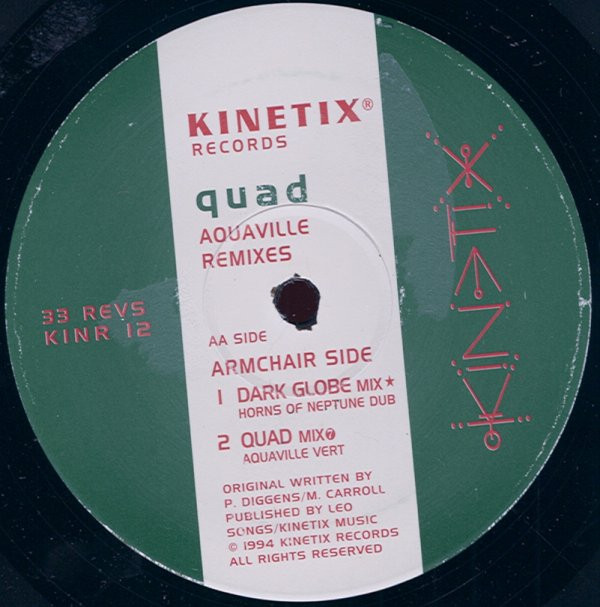 KINETIX®
RECORDS
quad
AQUAVILLE
REMIXES
33 REVS
KINR 12
AA SIDE
ARMCHAIR SIDE
1 DARK GLOBE MIX ★
HORNS OF NEPTUNE DUB
2 QUAD MIX ❼
AQUAVILLE VERT
ORIGINAL WRITTEN BY
P. DIGGENS/M. CARROLL
PUBLISHED BY LEO
SONGS/KINETIX MUSIC
© 1994 KINETIX RECORDS
ALL RIGHTS RESERVED
KINETIX